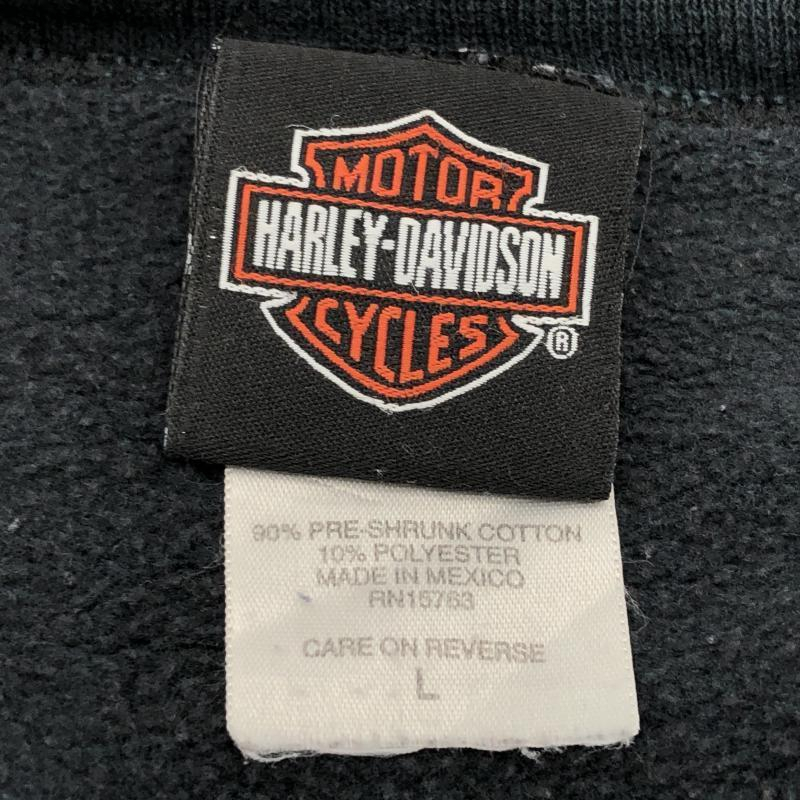 MOTOR
HARLEY-DAVIDSON
CYCLES
®
90% PRE-SHRUNK COTTON
10% POLYESTER
MADE IN MEXICO
RN15763
CARE ON REVERSE
L